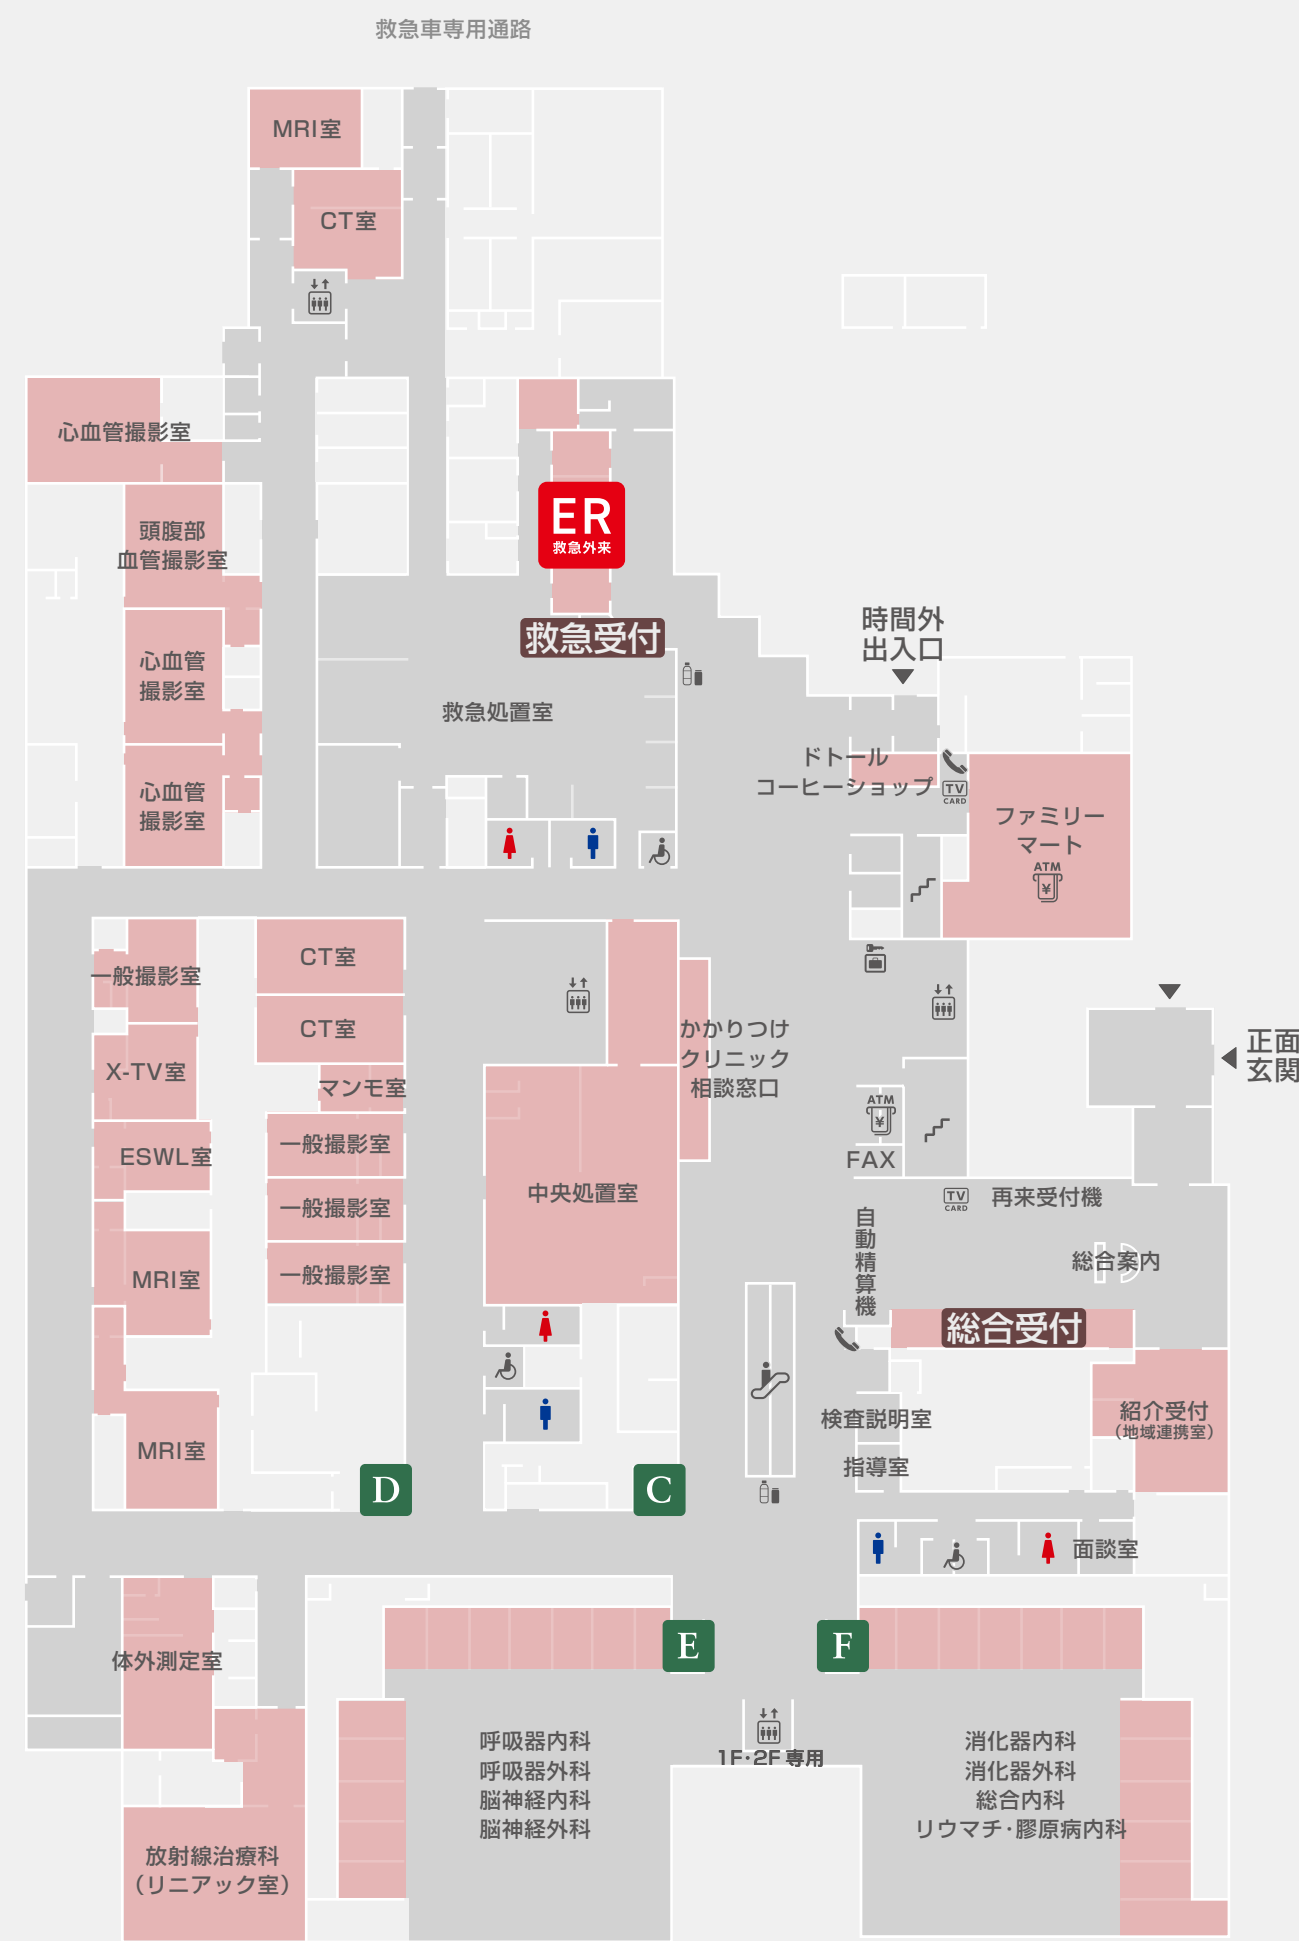 救急車専用通路
MRI室
CT室
心血管撮影室
頭腹部
血管撮影室
ER
救急外来
救急受付
時間外
出入口
心血管
撮影室
救急処置室
ドトール
コーヒーショップ
TV
CARD
心血管
撮影室
ファミリー
マート
ATM
¥
一般撮影室
CT室
CT室
かかりつけ
クリニック
相談窓口
正面
玄関
X-TV室
マンモ室
ATM
¥
ESWL室
一般撮影室
FAX
中央処置室
一般撮影室
TV
CARD
再来受付機
自動精算機
総合案内
MRI室
一般撮影室
総合受付
検査説明室
紹介受付
（地域連携室）
MRI室
指導室
D
C
面談室
E
F
体外測定室
呼吸器内科
呼吸器外科
脳神経内科
脳神経外科
1F・2F 専用
消化器内科
消化器外科
総合内科
リウマチ・膠原病内科
放射線治療科
（リニアック室）